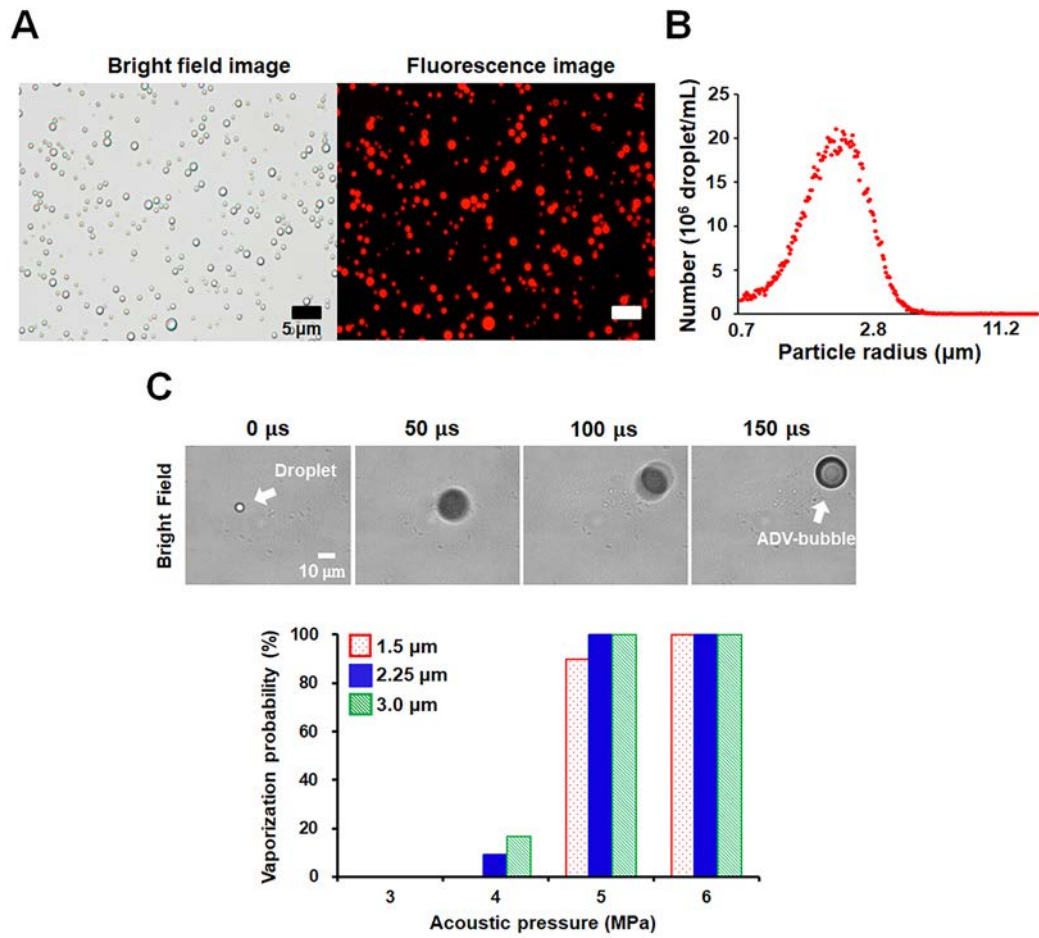 A
Bright field image
Fluorescence image
5 μm
B
Number (10⁶ droplet/mL)
25
20
15
10
5
0
0.7
2.8
11.2
Particle radius (μm)
C
0 μs
50 μs
100 μs
150 μs
Bright Field
Droplet
10 μm
ADV-bubble
Vaporization probability (%)
100
80
60
40
20
0
1.5 μm
2.25 μm
3.0 μm
3
4
5
6
Acoustic pressure (MPa)